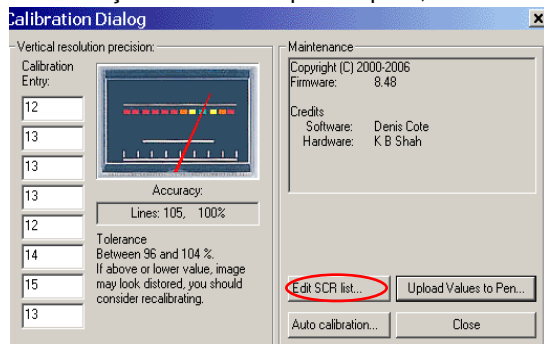 Calibration Dialog
Vertical resolution precision:
Calibration
Entry:
12
13
13
13
12
14
15
13
Accuracy:
Lines: 105, 100%
Tolerance
Between 96 and 104 %.
If above or lower value, image
may look distored, you should
consider recalibrating.
Maintenance
Copyright (C) 2000-2006
Firmware: 8.48
Credits
Software: Denis Cote
Hardware: K B Shah
Edit SCR list...
Upload Values to Pen...
Auto calibration...
Close